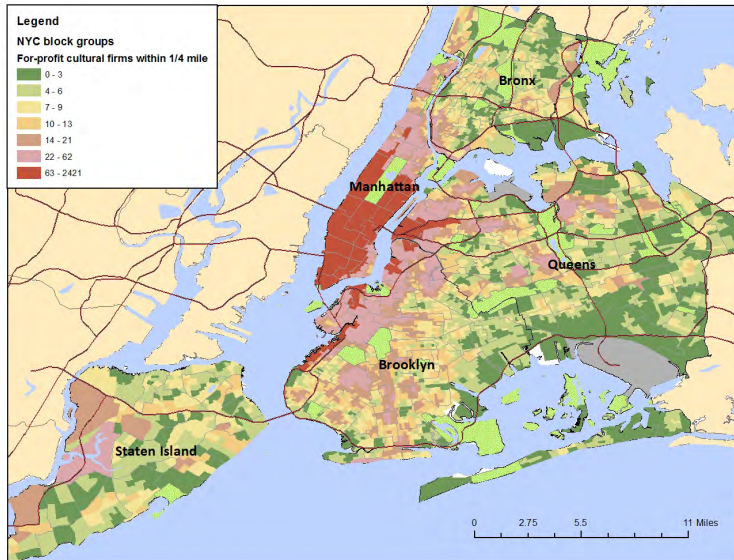 Legend
NYC block groups
For-profit cultural firms within 1/4 mile
0 - 3
4 - 6
7 - 9
10 - 13
14 - 21
22 - 62
63 - 2421
Bronx
Manhattan
Queens
Brooklyn
Staten Island
0 2.75 5.5 11 Miles